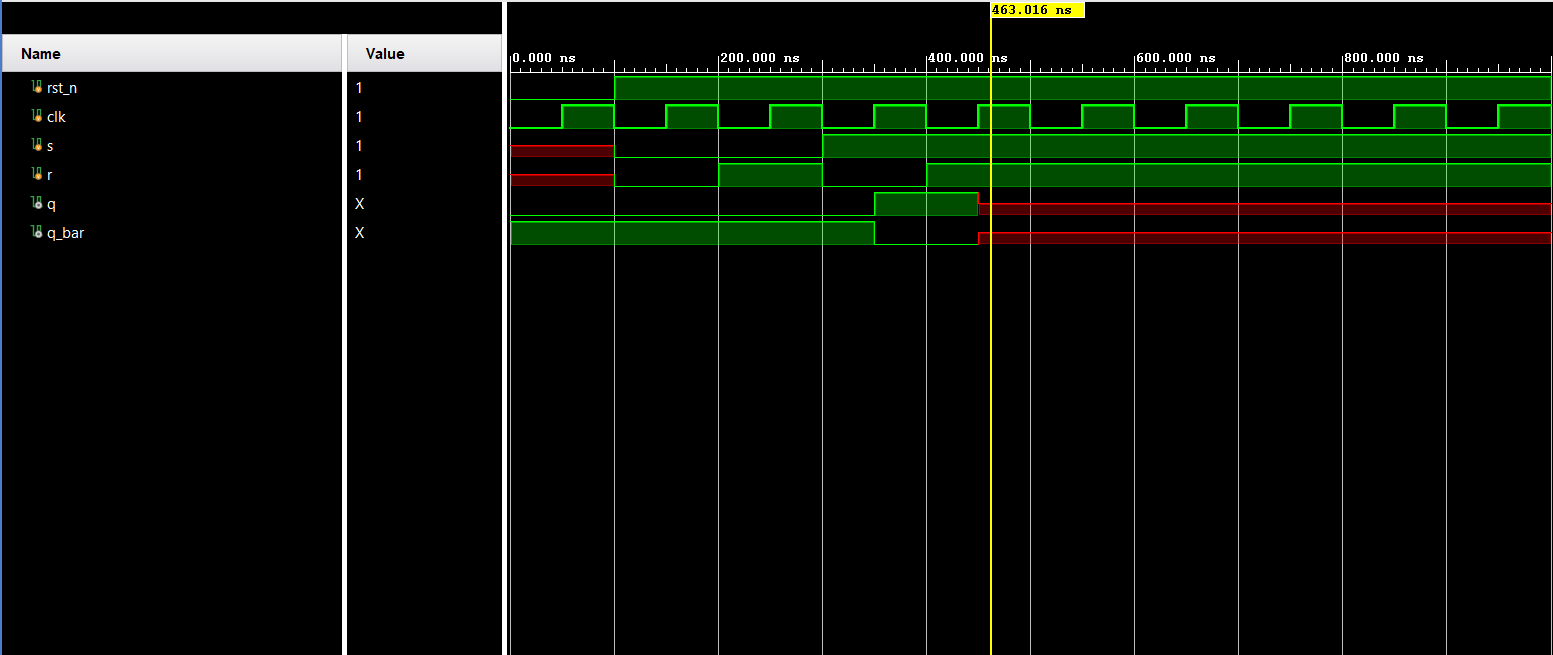 463.016 ns
Name Value
0.000 ns 200.000 ns 400.000 ns 600.000 ns 800.000 ns
rst_n 1
clk 1
s 1
r 1
q X
q_bar X